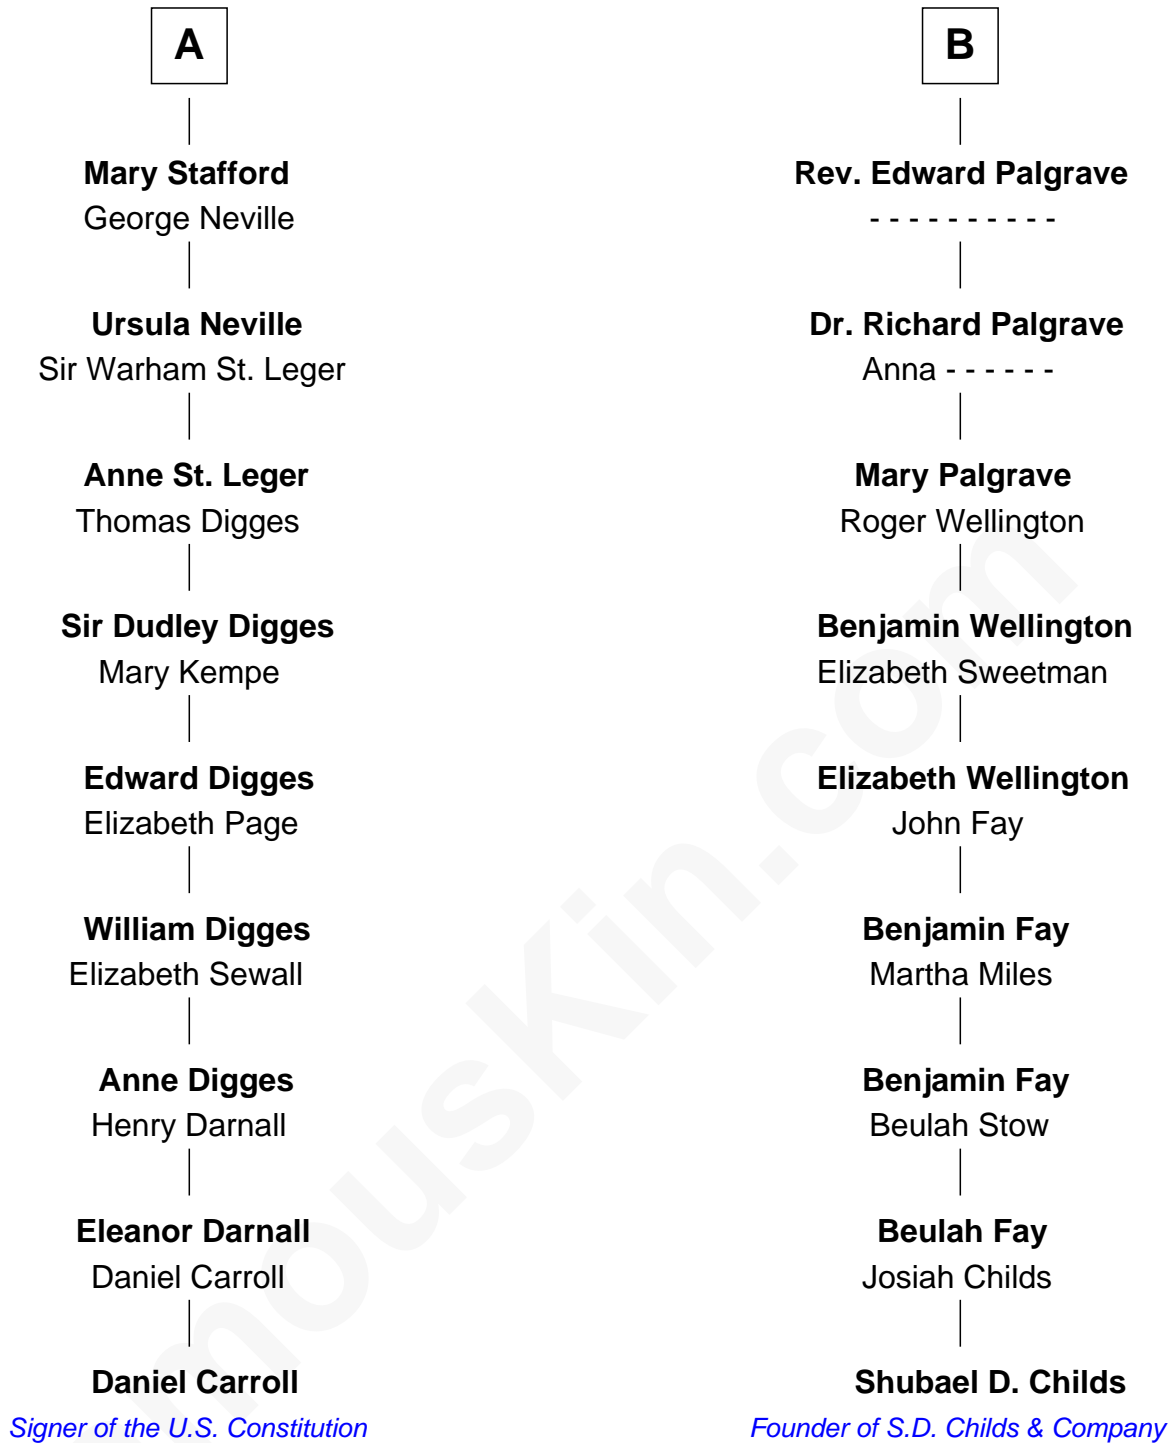 A
Mary Stafford
George Neville
Ursula Neville
Sir Warham St. Leger
Anne St. Leger
Thomas Digges
Sir Dudley Digges
Mary Kempe
Edward Digges
Elizabeth Page
William Digges
Elizabeth Sewall
Anne Digges
Henry Darnall
Eleanor Darnall
Daniel Carroll
Daniel Carroll
Signer of the U.S. Constitution
B
Rev. Edward Palgrave
- - - - - - - - - -
Dr. Richard Palgrave
Anna - - - - - -
Mary Palgrave
Roger Wellington
Benjamin Wellington
Elizabeth Sweetman
Elizabeth Wellington
John Fay
Benjamin Fay
Martha Miles
Benjamin Fay
Beulah Stow
Beulah Fay
Josiah Childs
Shubael D. Childs
Founder of S.D. Childs & Company
mousKin.com